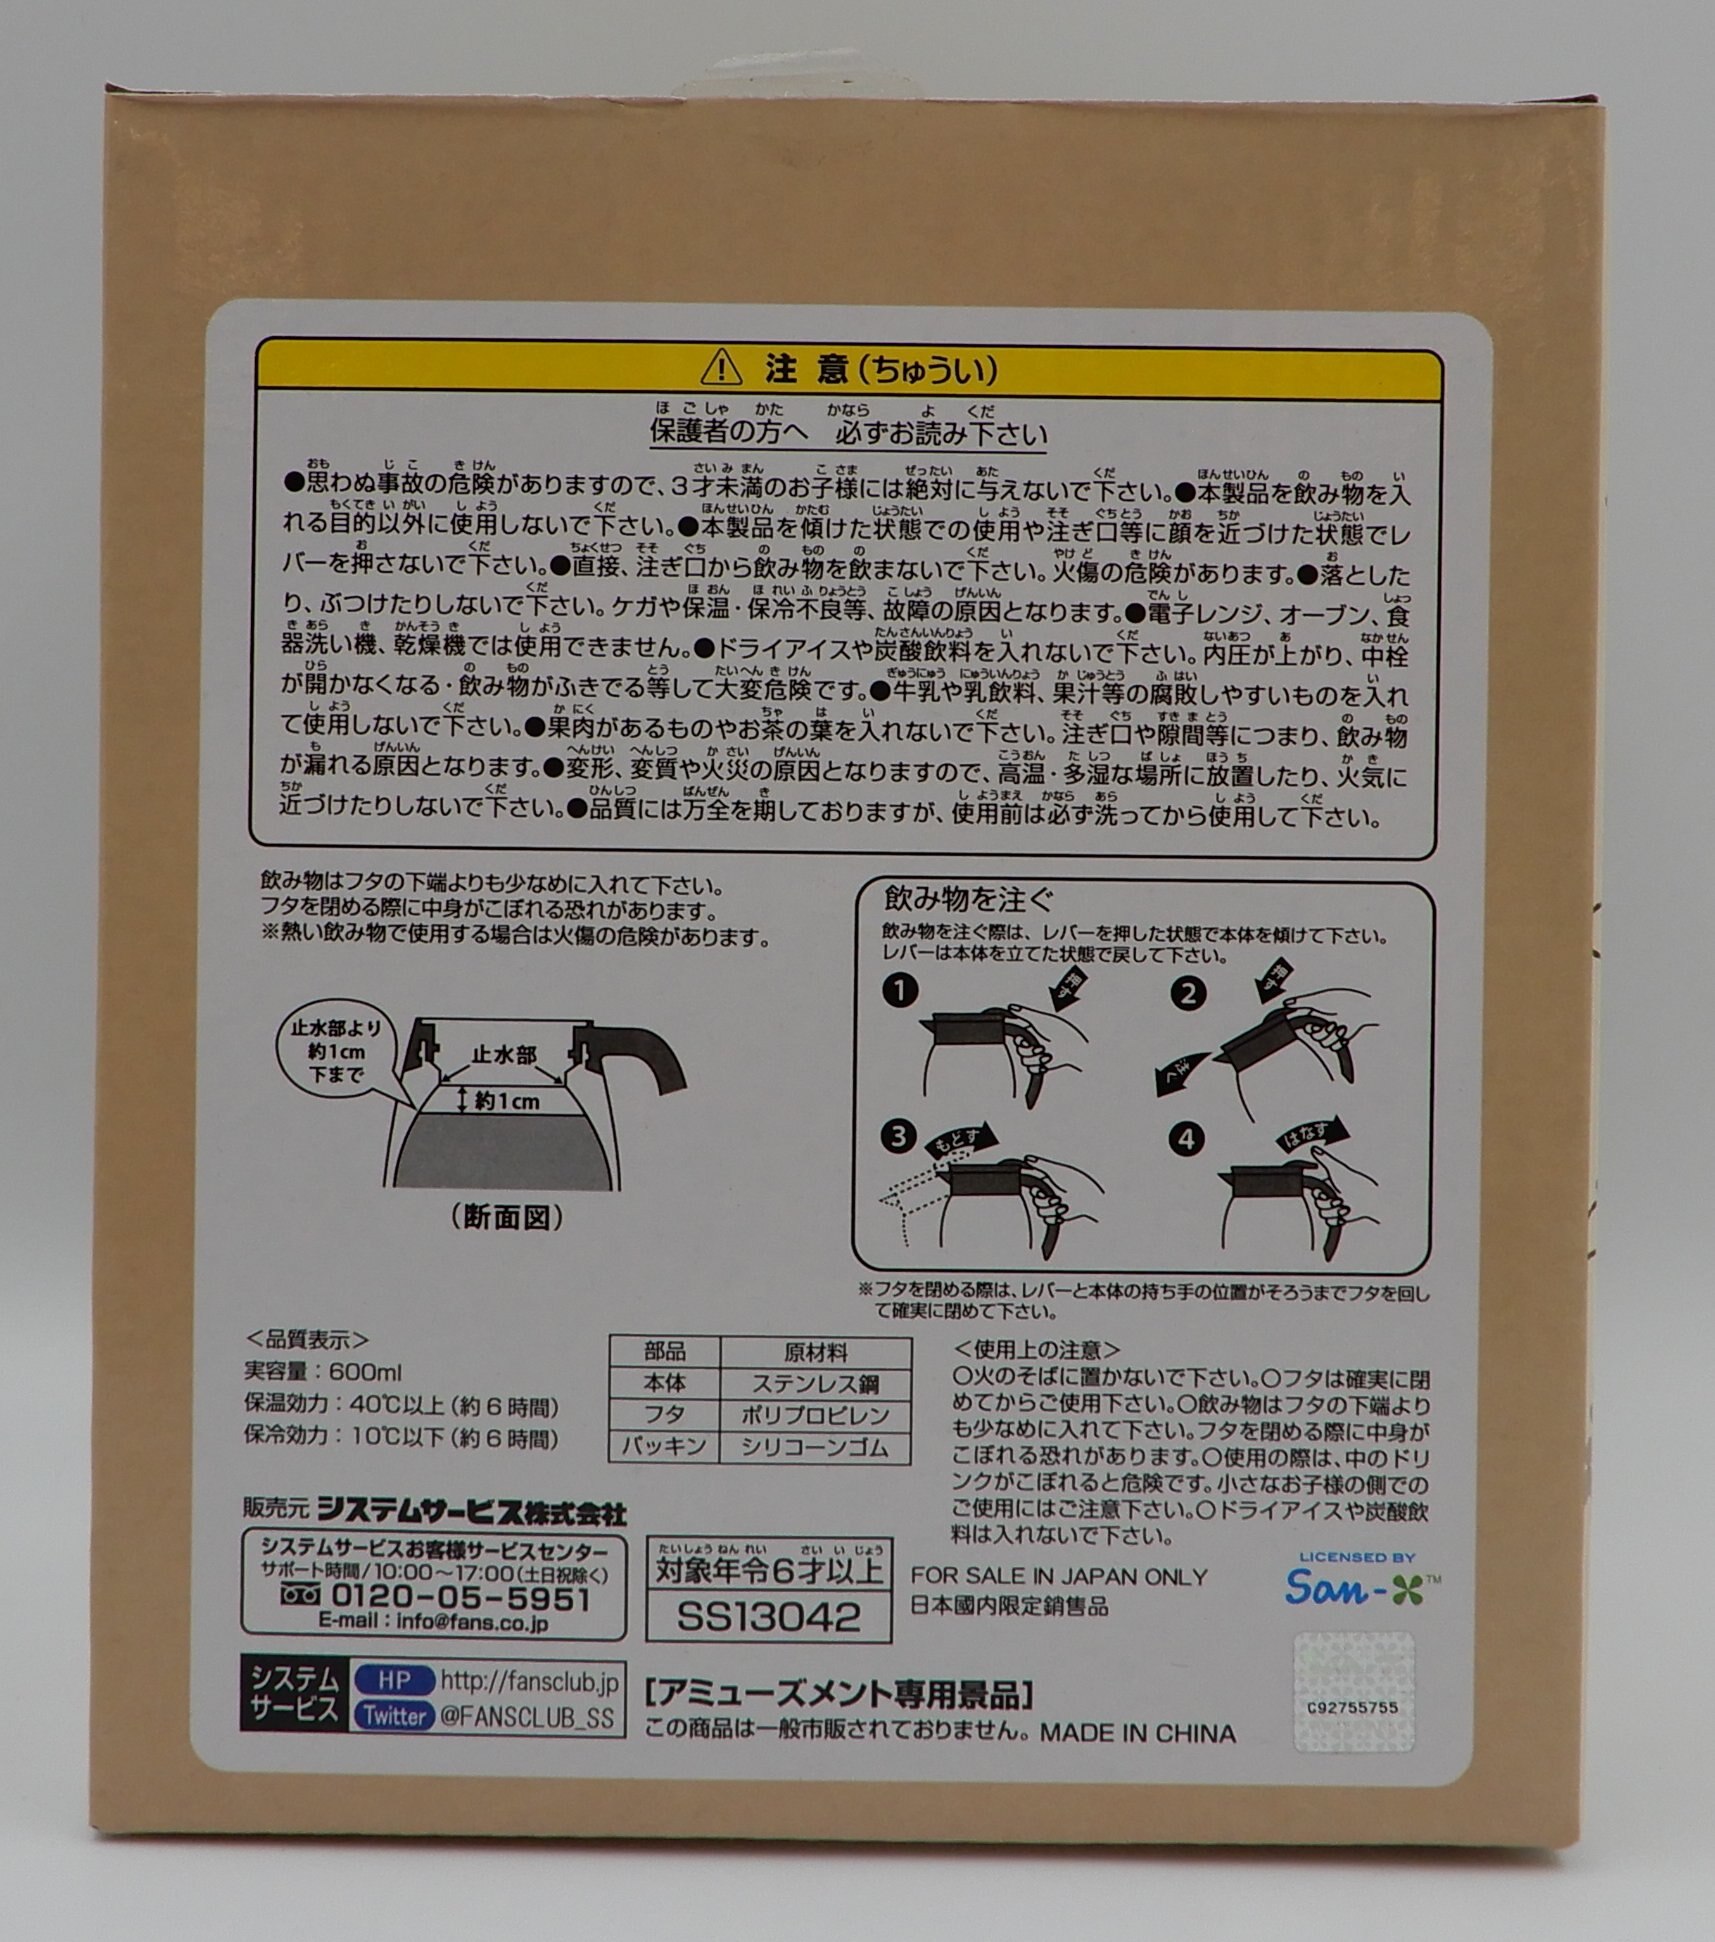 ⚠ 注 意(ちゅうい)
保護者の方へ 必ずお読み下さい
●思わぬ事故の危険がありますので、3才未満のお子様には絶対に与えないで下さい。●本製品を飲み物を入
れる目的以外に使用しないで下さい。●本製品を傾けた状態での使用や注ぎ口等に顔を近づけた状態でレ
バーを押さないで下さい。●直接、注ぎ口から飲み物を飲まないで下さい。火傷の危険があります。●落とした
り、ぶつけたりしないで下さい。ケガや保温・保冷不良等、故障の原因となります。●電子レンジ、オーブン、食
器洗い機、乾燥機では使用できません。●ドライアイスや炭酸飲料を入れないで下さい。内圧が上がり、中栓
が開かなくなる・飲み物がふきでる等して大変危険です。●牛乳や乳飲料、果汁等の腐敗しやすいものを入れ
て使用しないで下さい。●果肉があるものやお茶の葉を入れないで下さい。注ぎ口や隙間等につまり、飲み物
が漏れる原因となります。●変形、変質や火災の原因となりますので、高温・多湿な場所に放置したり、火気に
近づけたりしないで下さい。●品質には万全を期しておりますが、使用前は必ず洗ってから使用して下さい。
飲み物はフタの下端よりも少なめに入れて下さい。
フタを閉める際に中身がこぼれる恐れがあります。
※熱い飲み物で使用する場合は火傷の危険があります。
止水部より
約1cm
下まで
止水部
約1cm
(断面図)
飲み物を注ぐ
飲み物を注ぐ際は、レバーを押した状態で本体を傾けて下さい。
レバーは本体を立てた状態で戻して下さい。
❶ 押す
❷ 押す
注ぐ
❸ もどす
❹ はなす
※フタを閉める際は、レバーと本体の持ち手の位置がそろうまでフタを回し
て確実に閉めて下さい。
＜品質表示＞
実容量：600ml
保温効力：40℃以上(約6時間)
保冷効力：10℃以下(約6時間)
部品 原材料
本体 ステンレス鋼
フタ ポリプロピレン
パッキン シリコーンゴム
＜使用上の注意＞
○火のそばに置かないで下さい。○フタは確実に閉
めてからご使用下さい。○飲み物はフタの下端より
も少なめに入れて下さい。フタを閉める際に中身が
こぼれる恐れがあります。○使用の際は、中のドリ
ンクがこぼれると危険です。小さなお子様の側での
ご使用にはご注意下さい。○ドライアイスや炭酸飲
料は入れないで下さい。
販売元 システムサービス株式会社
システムサービスお客様サービスセンター
サポート時間/10:00～17:00(土日祝除く)
0120-05-5951
E-mail：info@fans.co.jp
システム
サービス
HP http://fansclub.jp
Twitter @FANSCLUB_SS
対象年令6才以上
SS13042
FOR SALE IN JAPAN ONLY
日本國内限定銷售品
[アミューズメント専用景品]
この商品は一般市販されておりません。MADE IN CHINA
LICENSED BY
San-X™
C92755755